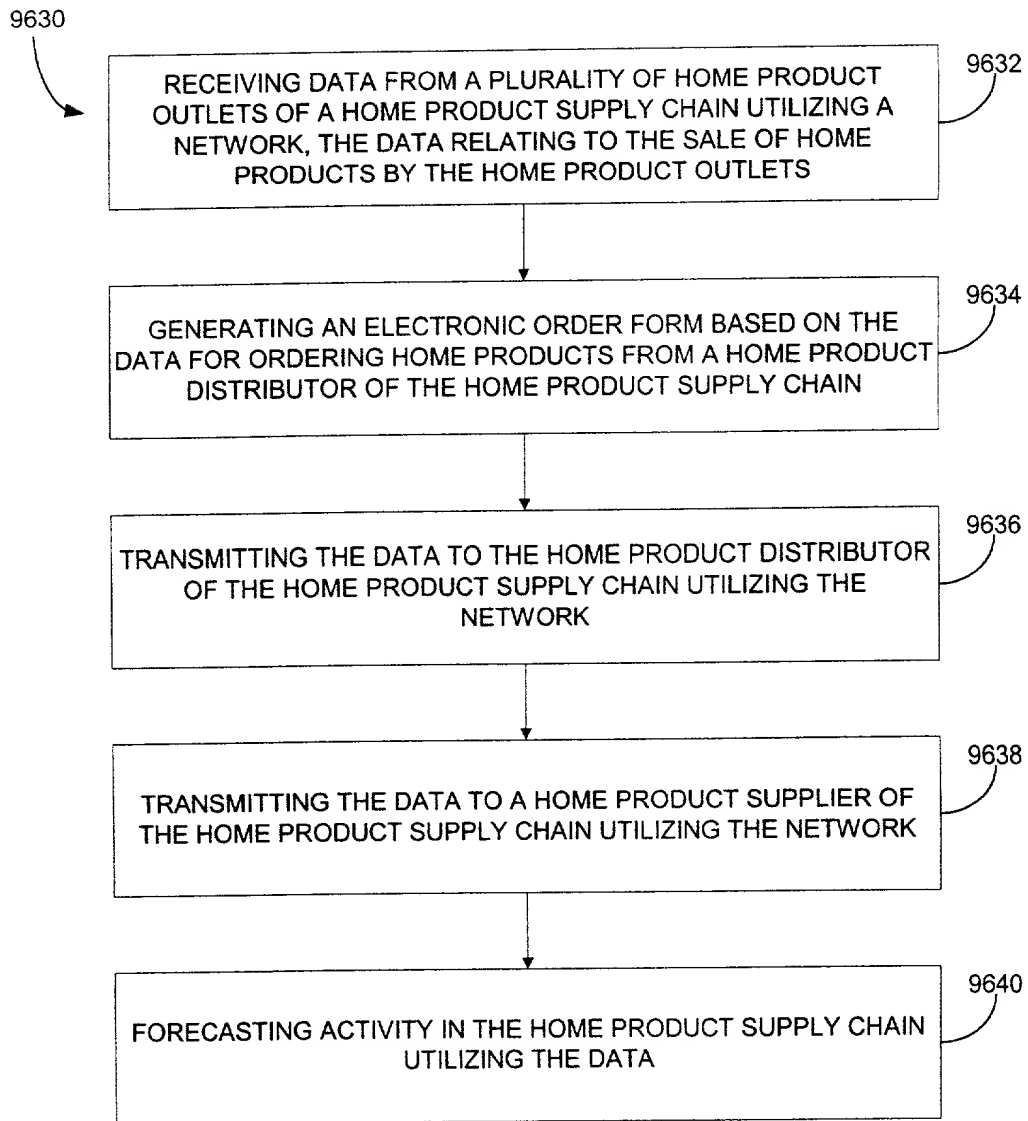 9630
9632
RECEIVING DATA FROM A PLURALITY OF HOME PRODUCT
OUTLETS OF A HOME PRODUCT SUPPLY CHAIN UTILIZING A
NETWORK, THE DATA RELATING TO THE SALE OF HOME
PRODUCTS BY THE HOME PRODUCT OUTLETS
9634
GENERATING AN ELECTRONIC ORDER FORM BASED ON THE
DATA FOR ORDERING HOME PRODUCTS FROM A HOME PRODUCT
DISTRIBUTOR OF THE HOME PRODUCT SUPPLY CHAIN
9636
TRANSMITTING THE DATA TO THE HOME PRODUCT DISTRIBUTOR
OF THE HOME PRODUCT SUPPLY CHAIN UTILIZING THE
NETWORK
9638
TRANSMITTING THE DATA TO A HOME PRODUCT SUPPLIER OF
THE HOME PRODUCT SUPPLY CHAIN UTILIZING THE NETWORK
9640
FORECASTING ACTIVITY IN THE HOME PRODUCT SUPPLY CHAIN
UTILIZING THE DATA